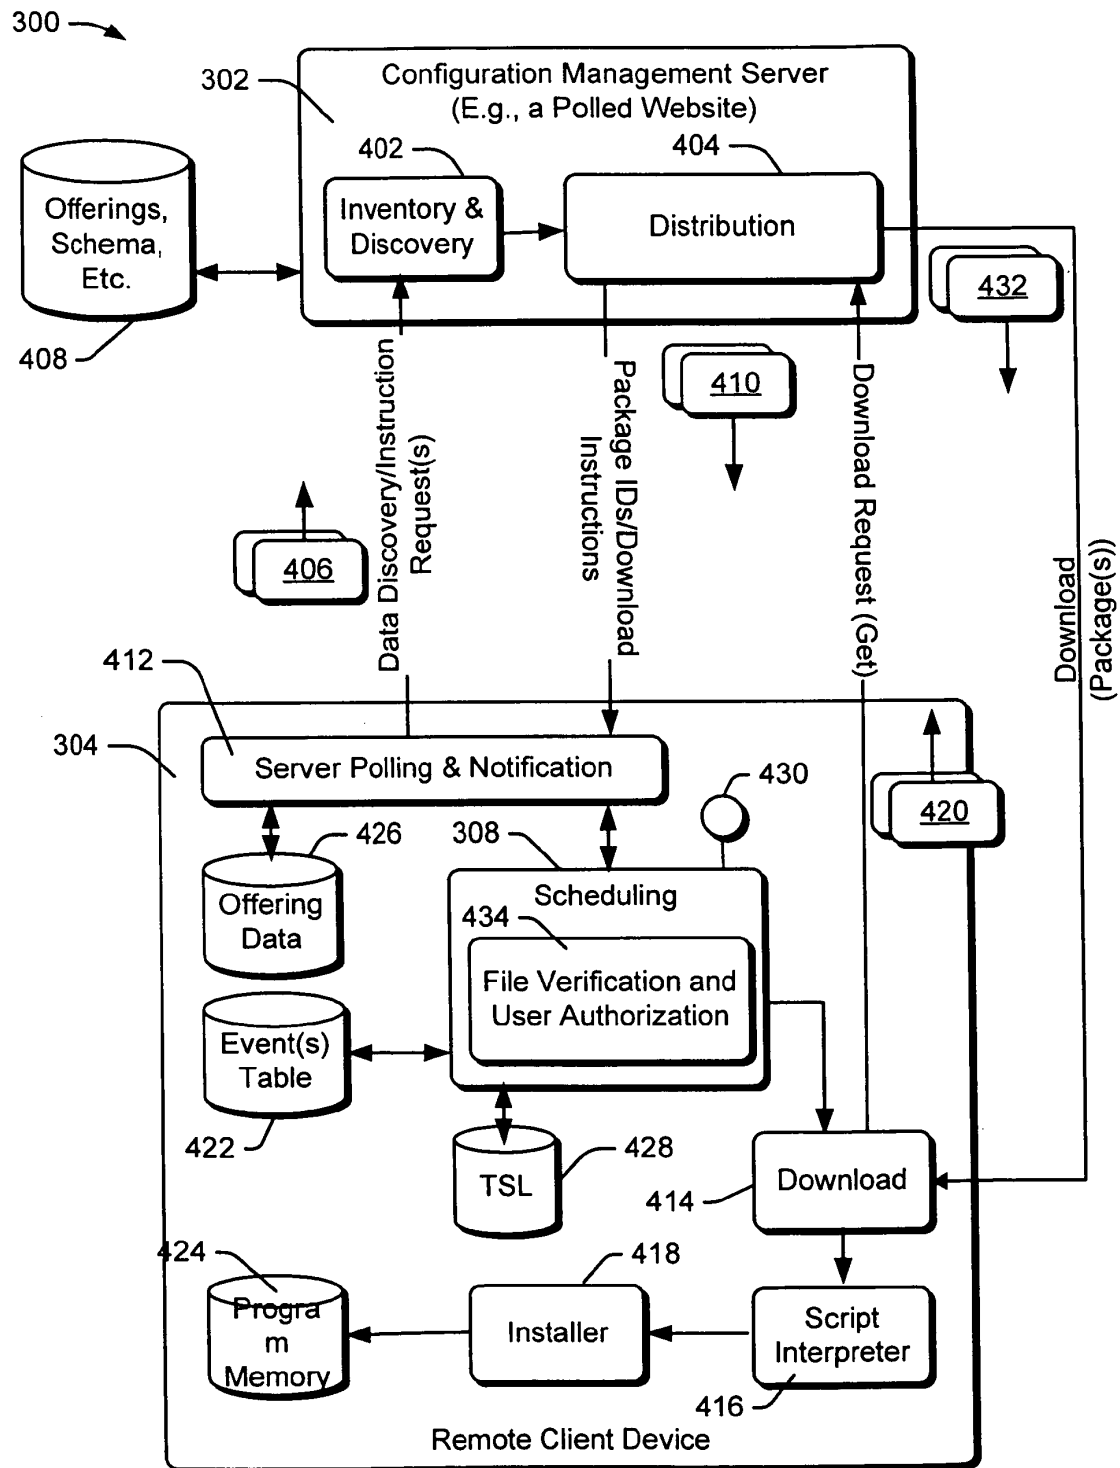 300
302
Configuration Management Server
(E.g., a Polled Website)
402
404
Inventory &
Discovery
Distribution
Offerings,
Schema,
Etc.
408
432
410
406
Data Discovery/Instruction
Request(s)
Package IDs/Download
Instructions
Download Request (Get)
Download
(Package(s))
412
304
Server Polling & Notification
430
420
426
308
Offering
Data
Scheduling
434
File Verification and
User Authorization
Event(s)
Table
422
TSL
428
414
Download
424
418
Progra
m
Memory
Installer
Script
Interpreter
416
Remote Client Device